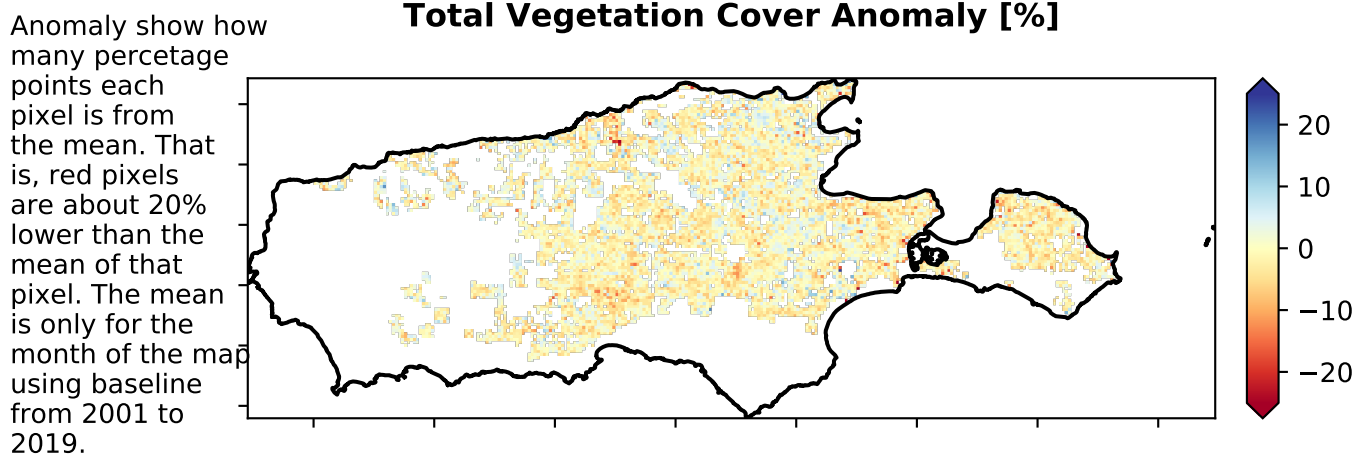 Total Vegetation Cover Anomaly [%]
Anomaly show how
many percetage
points each
pixel is from
the mean. That
is, red pixels
are about 20%
lower than the
mean of that
pixel. The mean
is only for the
month of the map
using baseline
from 2001 to
2019.
20
10
0
−10
−20